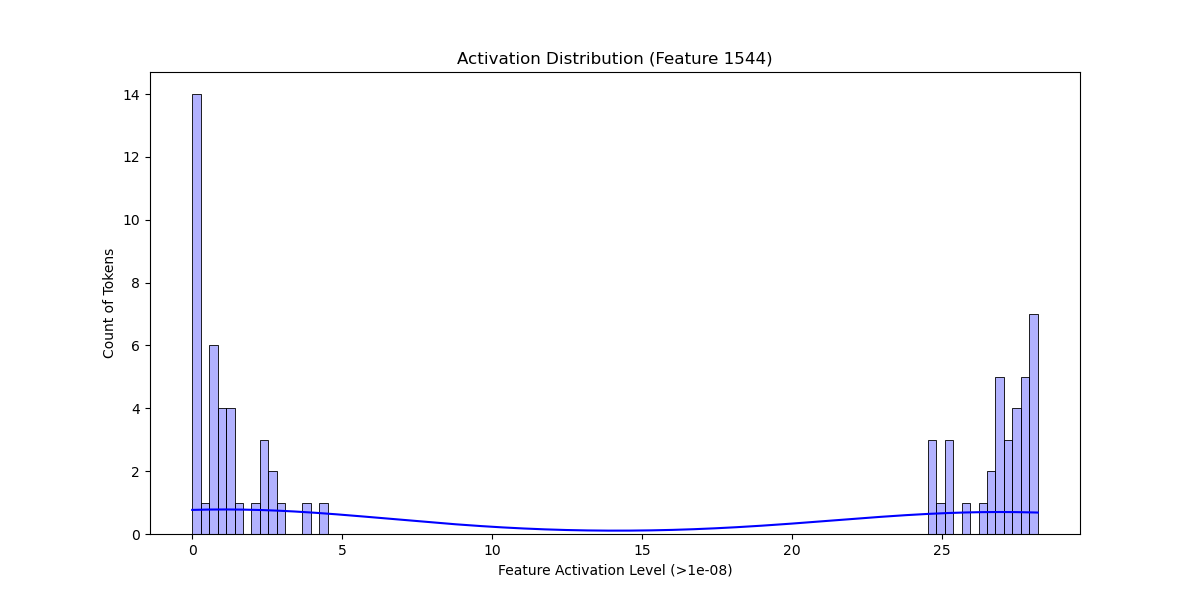 Activation Distribution (Feature 1544)
14
12
10
8
6
4
2
0
Count of Tokens
0 5 10 15 20 25
Feature Activation Level (>1e-08)